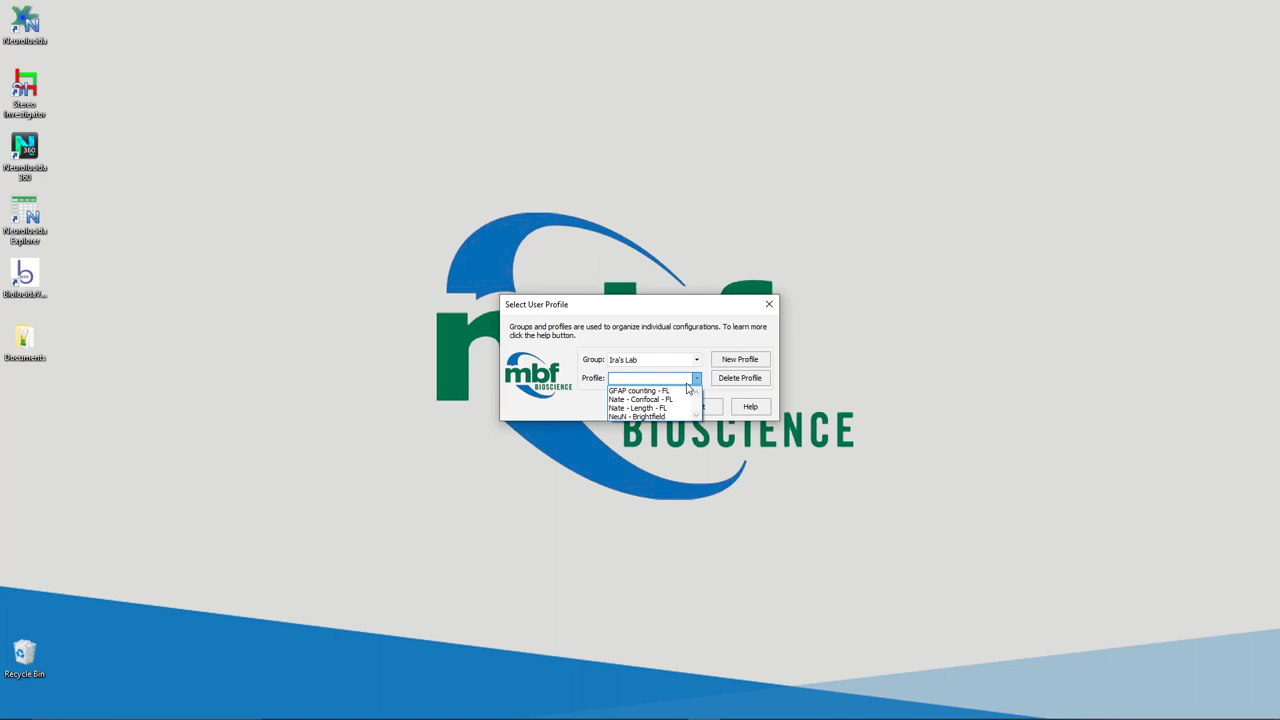 Neurolucida
Stereo
Investigator
360
Neurolucida
360
Neurolucida
Explorer
BiolucidaV...
Documents
Recycle Bin
Select User Profile
Groups and profiles are used to organize individual configurations. To learn more
click the help button.
mbf
BIOSCIENCE
Group:
Ira's Lab
New Profile
Profile:
Delete Profile
GFAP counting - FL
Nate - Confocal - FL
Nate - Length - FL
NeuN - Brightfield
Help
BIOSCIENCE